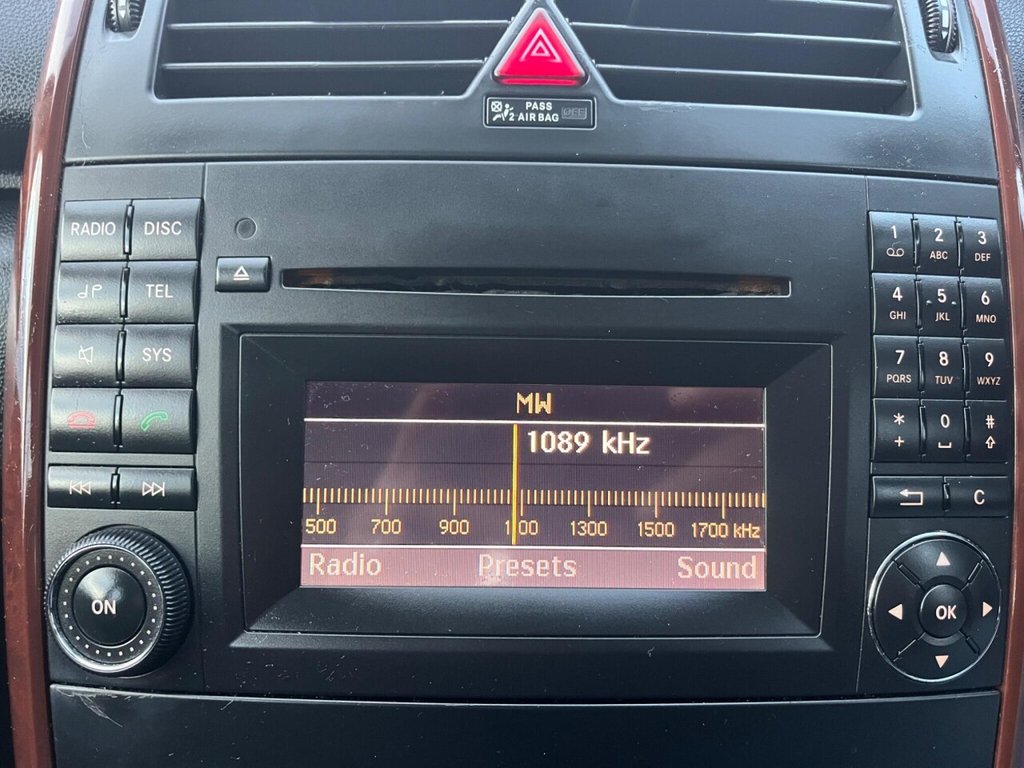 PASS
2 AIR BAG OFF
RADIO DISC
TEL
SYS
ON
MW
1089 kHz
500 700 900 1100 1300 1500 1700 kHz
Radio Presets Sound
1 2 3
ABC DEF
4 5 6
GHI JKL MNO
7 8 9
PQRS TUV WXYZ
* 0 #
+
C
OK